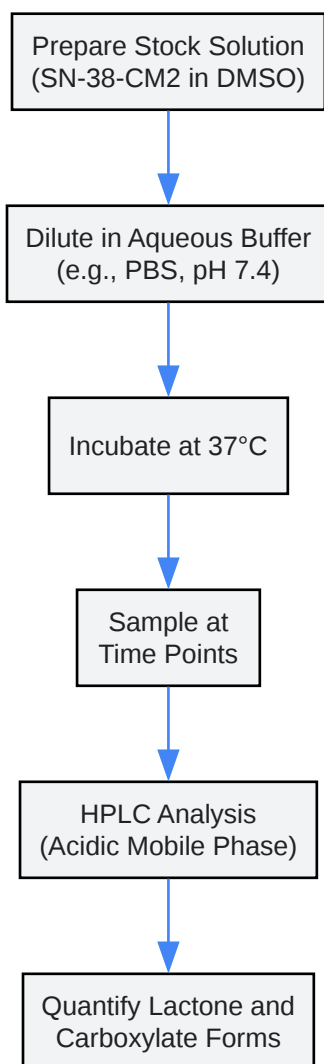 Prepare Stock Solution
(SN-38-CM2 in DMSO)
Dilute in Aqueous Buffer
(e.g., PBS, pH 7.4)
Incubate at 37°C
Sample at
Time Points
HPLC Analysis
(Acidic Mobile Phase)
Quantify Lactone and
Carboxylate Forms